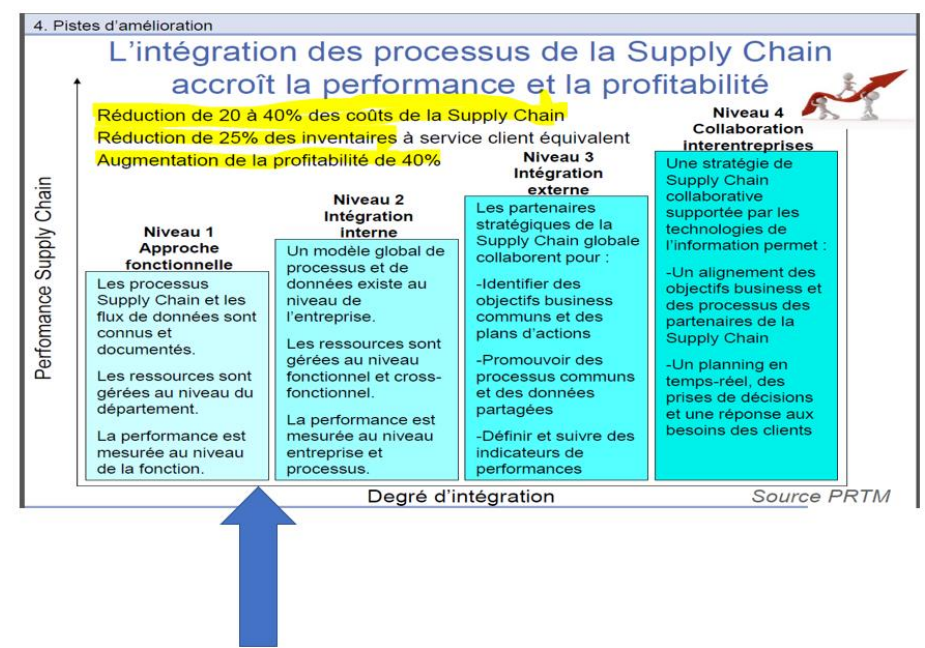 4. Pistes d'amélioration
L'intégration des processus de la Supply Chain
accroît la performance et la profitabilité
Réduction de 20 à 40% des coûts de la Supply Chain
Réduction de 25% des inventaires à service client équivalent
Augmentation de la profitabilité de 40%
Perfomance Supply Chain
Niveau 1
Approche
fonctionnelle
Les processus
Supply Chain et les
flux de données sont
connus et
documentés.
Les ressources sont
gérées au niveau du
département.
La performance est
mesurée au niveau
de la fonction.
Niveau 2
Intégration
interne
Un modèle global de
processus et de
données existe au
niveau de
l'entreprise.
Les ressources sont
gérées au niveau
fonctionnel et cross-
fonctionnel.
La performance est
mesurée au niveau
entreprise et
processus.
Niveau 3
Intégration
externe
Les partenaires
stratégiques de la
Supply Chain globale
collaborent pour :
-Identifier des
objectifs business
communs et des
plans d'actions
-Promouvoir des
processus communs
et des données
partagées
-Définir et suivre des
indicateurs de
performances
Niveau 4
Collaboration
interentreprises
Une stratégie de
Supply Chain
collaborative
supportée par les
technologies de
l'information permet :
-Un alignement des
objectifs business et
des processus des
partenaires de la
Supply Chain
-Un planning en
temps-réel, des
prises de décisions
et une réponse aux
besoins des clients
Degré d'intégration
Source PRTM